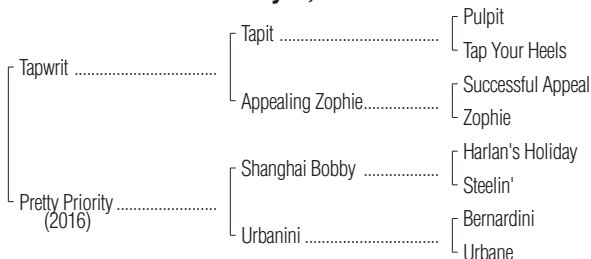 Pulpit
Tapit
Tap Your Heels
Tapwrit
Successful Appeal
Appealing Zophie
Zophie
Harlan's Holiday
Shanghai Bobby
Steelin'
Pretty Priority
(2016)
Bernardini
Urbanini
Urbane